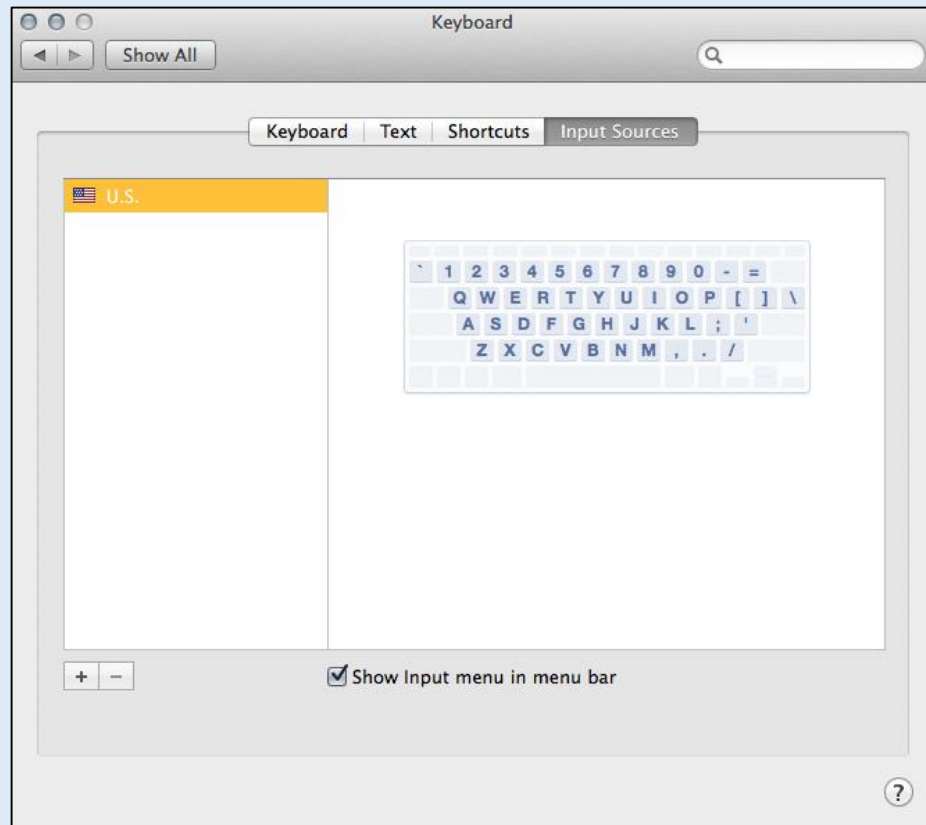 Keyboard
Show All
Keyboard Text Shortcuts Input Sources
U.S.
` 1 2 3 4 5 6 7 8 9 0 - =
Q W E R T Y U I O P [ ] \
A S D F G H J K L ; '
Z X C V B N M , . /
+ −
Show Input menu in menu bar
?